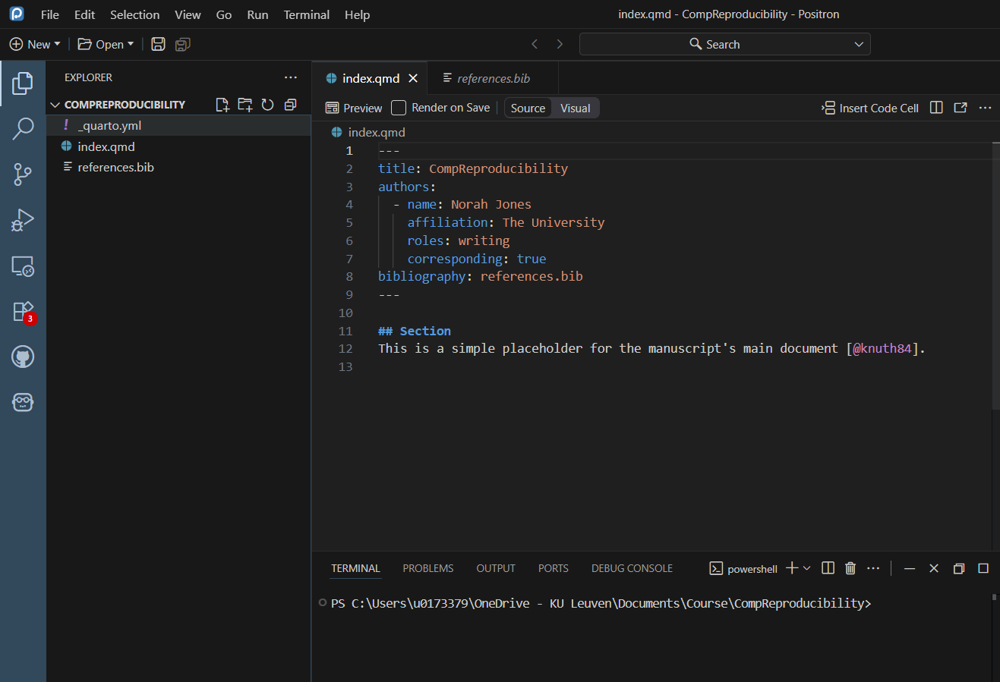 File Edit Selection View Go Run Terminal Help
index.qmd - CompReproducibility - Positron
New Open Search
EXPLORER
COMPREPRODUCIBILITY
_quarto.yml
index.qmd
references.bib
3
index.qmd references.bib
Preview Render on Save Source Visual Insert Code Cell
index.qmd
1 ---
2 title: CompReproducibility
3 authors:
4 - name: Norah Jones
5 affiliation: The University
6 roles: writing
7 corresponding: true
8 bibliography: references.bib
9 ---
10
11 ## Section
12 This is a simple placeholder for the manuscript's main document [@knuth84].
13
TERMINAL PROBLEMS OUTPUT PORTS DEBUG CONSOLE powershell
PS C:\Users\u0173379\OneDrive - KU Leuven\Documents\Course\CompReproducibility>